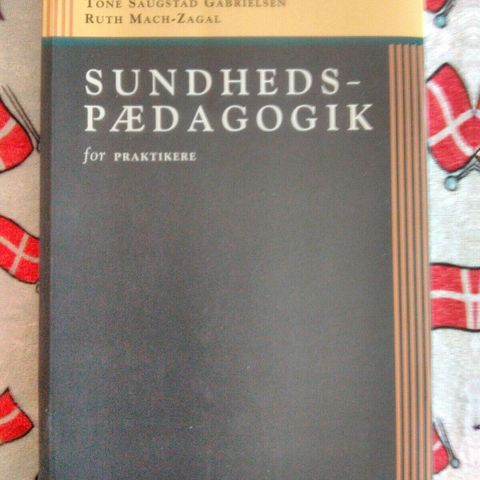 TONE SAUGSTAD GABRIELSEN
RUTH MACH-ZAGAL
SUNDHEDS-
PÆDAGOGIK
for PRAKTIKERE